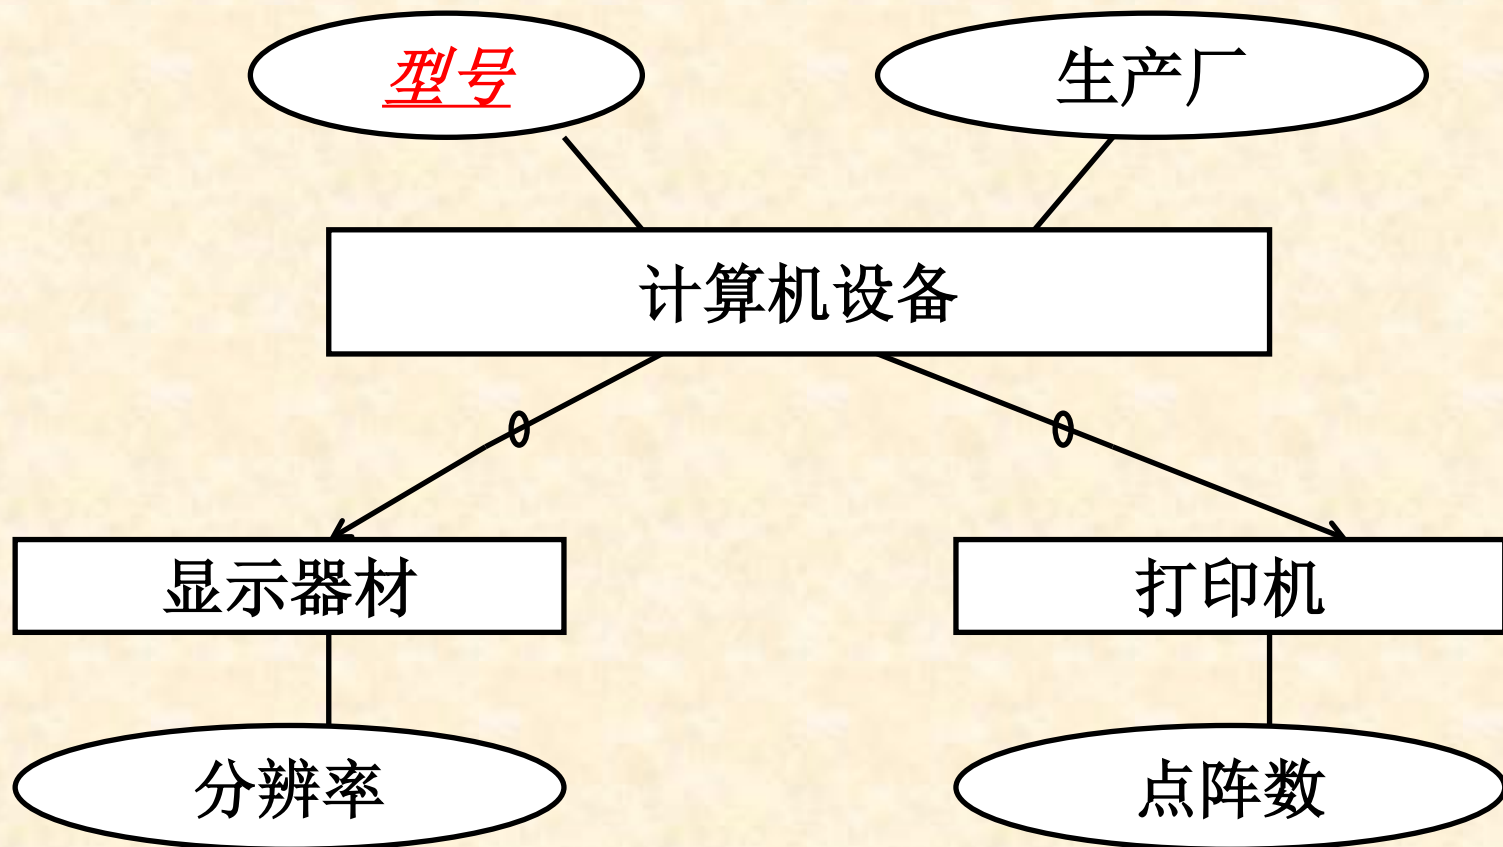 型号
生产厂
计算机设备
显示器材
打印机
分辨率
点阵数